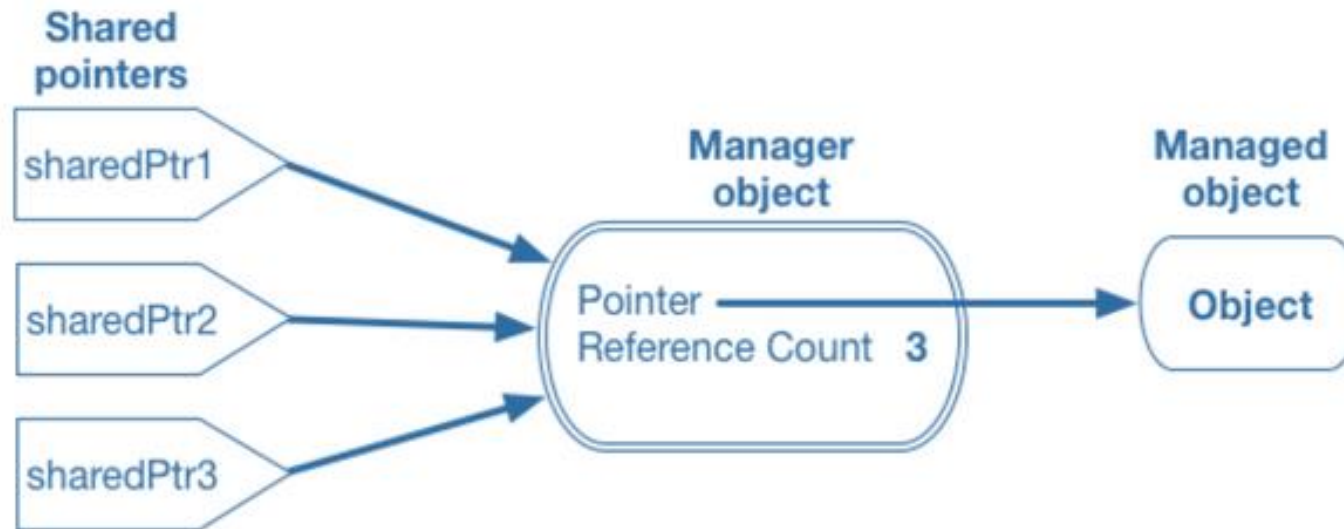 Shared
pointers
sharedPtr1
sharedPtr2
sharedPtr3
Manager
object
Pointer
Reference Count 3
Managed
object
Object